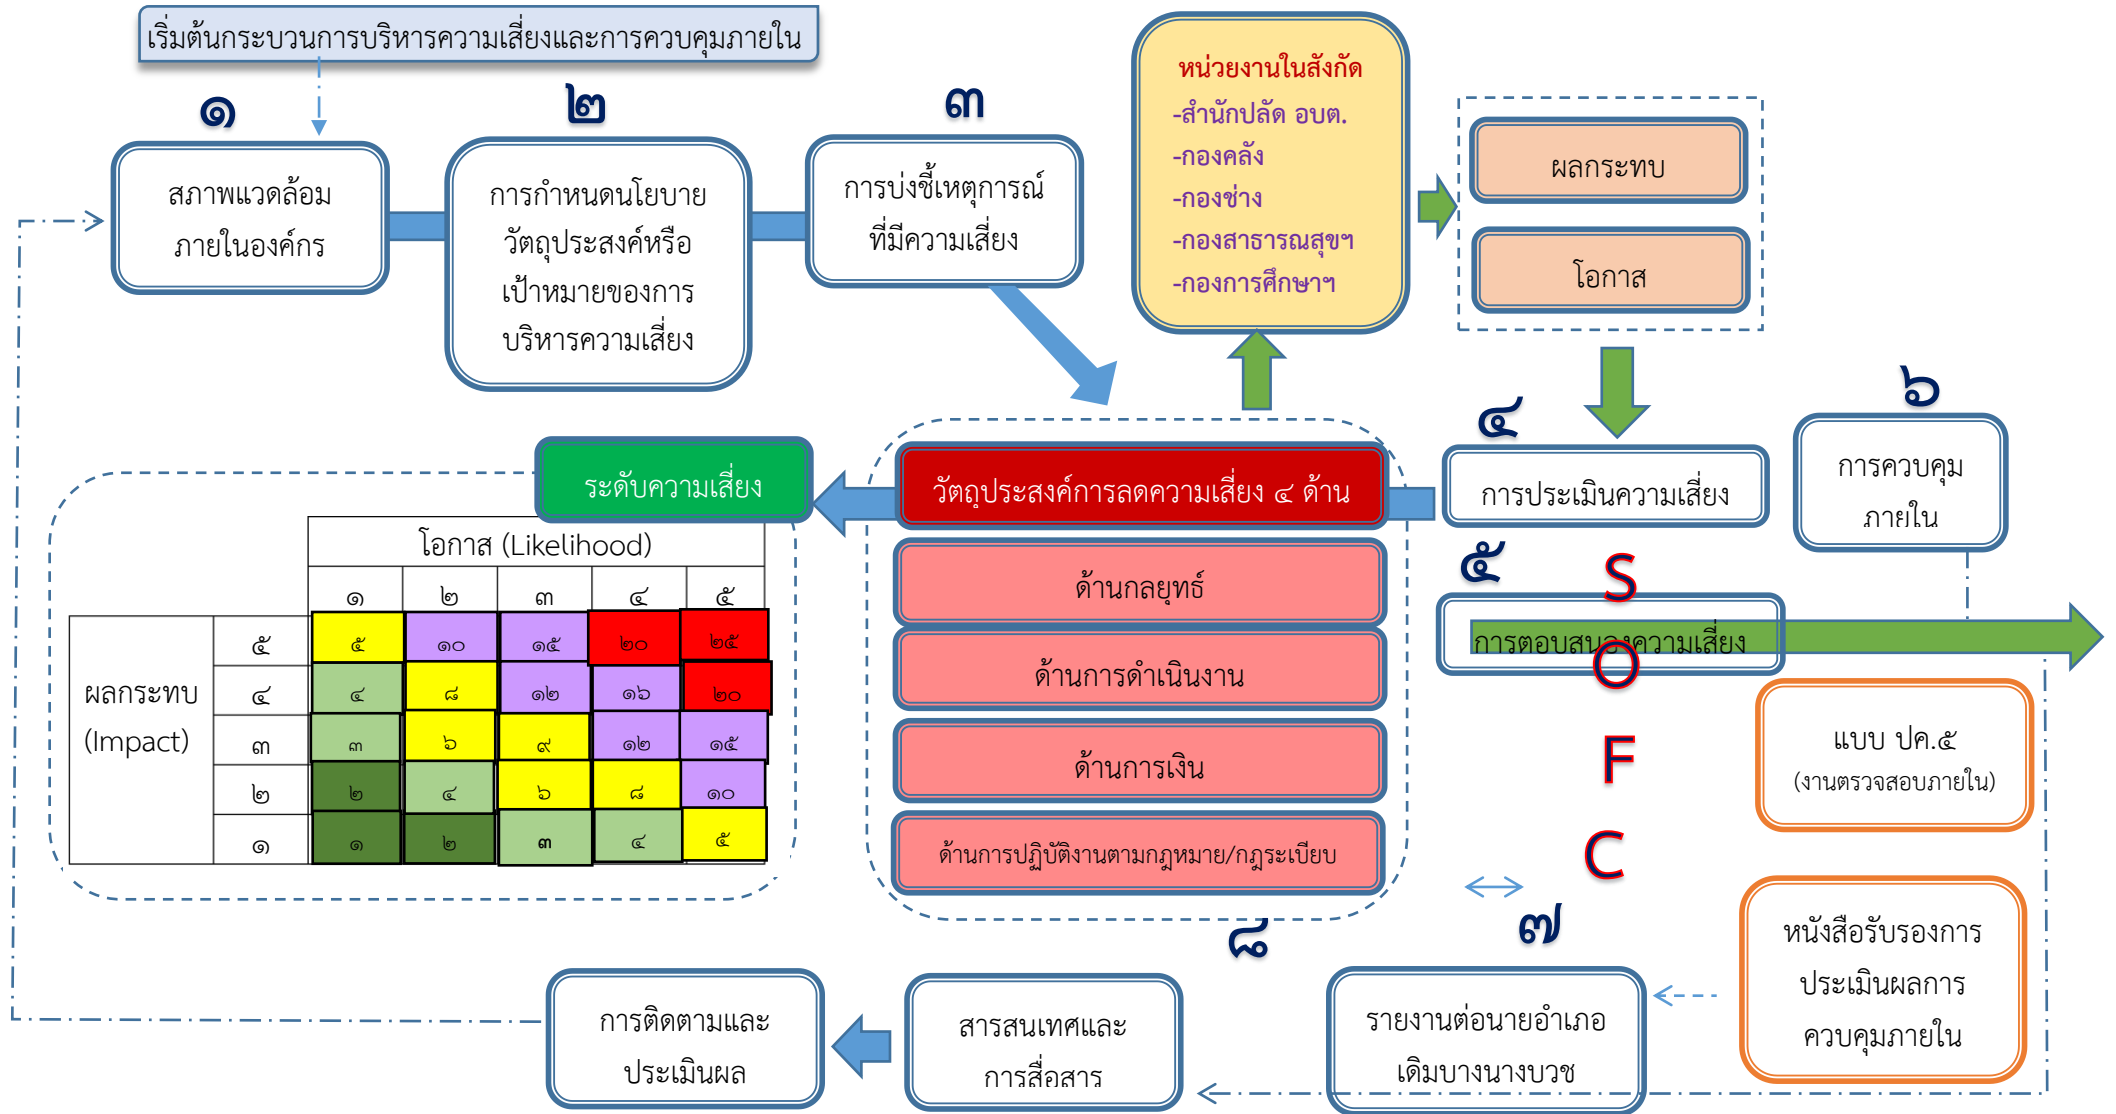 เริ่มต้นกระบวนการบริหารความเสี่ยงและการควบคุมภายใน
๑
สภาพแวดล้อม
ภายในองค์กร
๒
การกำหนดนโยบาย
วัตถุประสงค์หรือ
เป้าหมายของการ
บริหารความเสี่ยง
๓
การบ่งชี้เหตุการณ์
ที่มีความเสี่ยง
หน่วยงานในสังกัด
-สำนักปลัด อบต.
-กองคลัง
-กองช่าง
-กองสาธารณสุขฯ
-กองการศึกษาฯ
ผลกระทบ
โอกาส
๔
การประเมินความเสี่ยง
๖
การควบคุม
ภายใน
ระดับความเสี่ยง
โอกาส (Likelihood)
๑ ๒ ๓ ๔ ๕
ผลกระทบ
(Impact)
๕ ๕ ๑๐ ๑๕ ๒๐ ๒๕
๔ ๔ ๘ ๑๒ ๑๖ ๒๐
๓ ๓ ๖ ๙ ๑๒ ๑๕
๒ ๒ ๔ ๖ ๘ ๑๐
๑ ๑ ๒ ๓ ๔ ๕
วัตถุประสงค์การลดความเสี่ยง ๔ ด้าน
ด้านกลยุทธ์
ด้านการดำเนินงาน
ด้านการเงิน
ด้านการปฏิบัติงานตามกฎหมาย/กฎระเบียบ
๕
การตอบสนองความเสี่ยง
S
O
F
C
แบบ ปค.๕
(งานตรวจสอบภายใน)
หนังสือรับรองการ
ประเมินผลการ
ควบคุมภายใน
๗
รายงานต่อนายอำเภอ
เดิมบางนางบวช
๘
สารสนเทศและ
การสื่อสาร
การติดตามและ
ประเมินผล